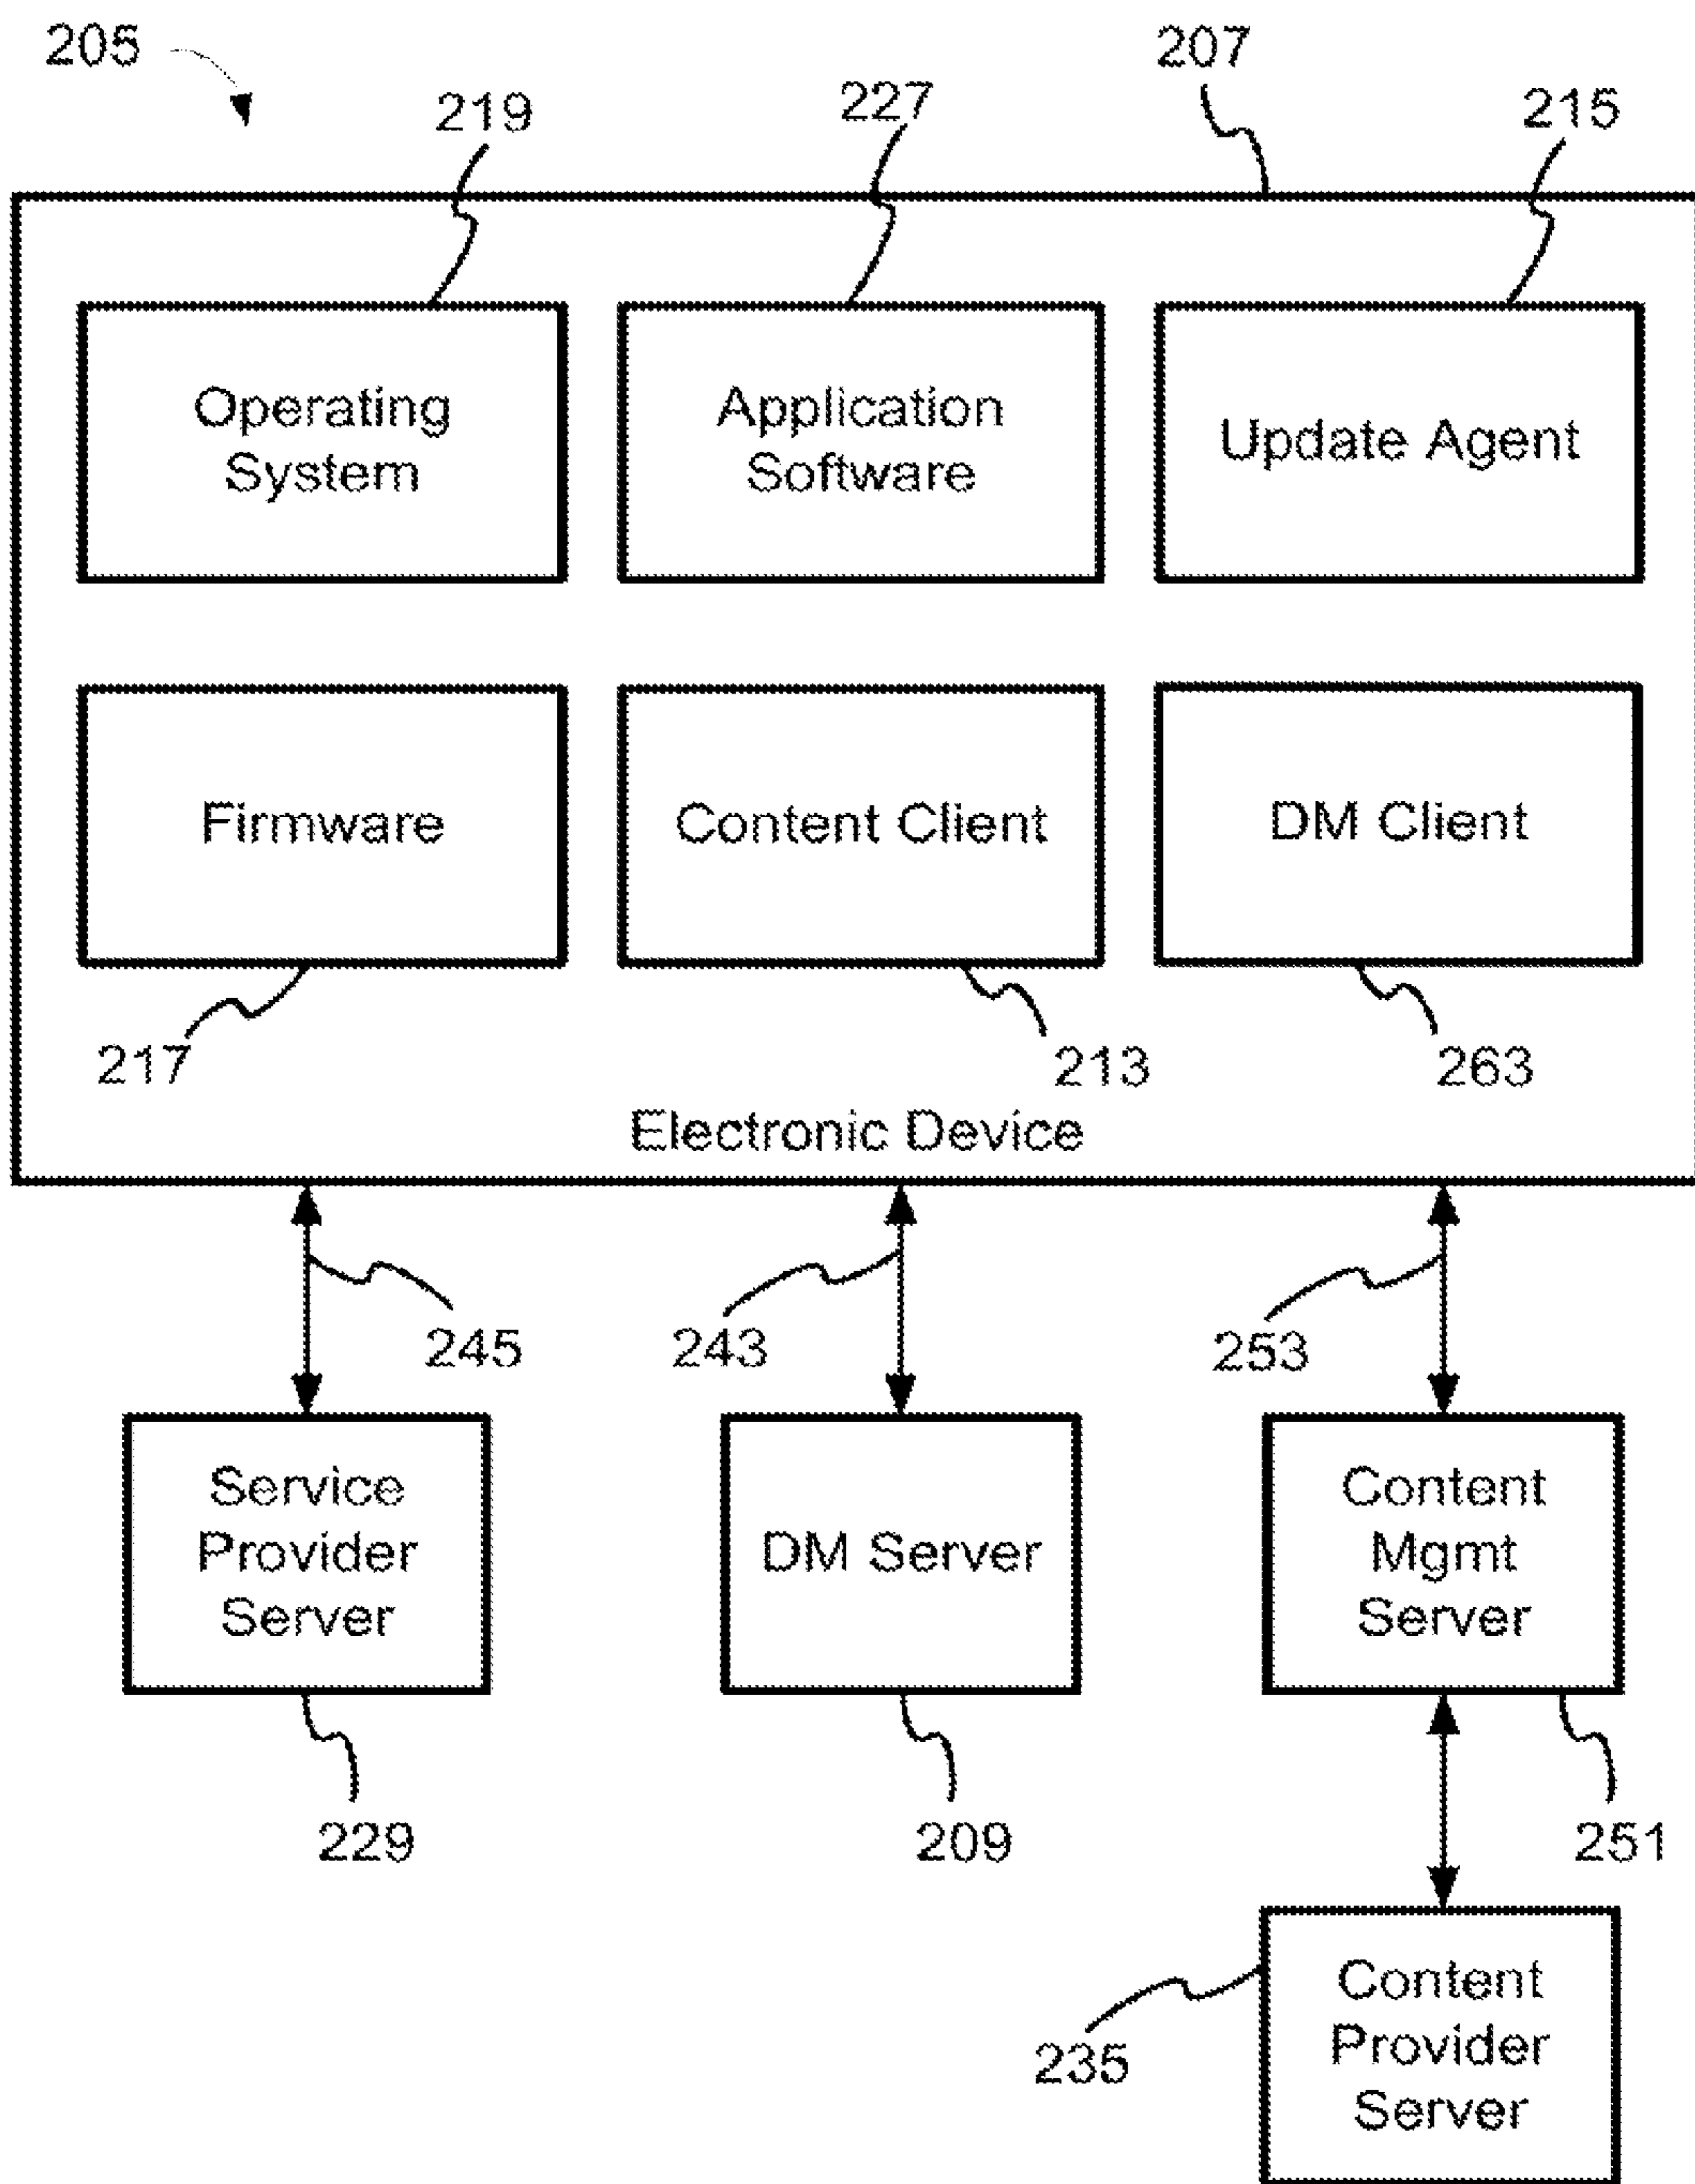 205
207
219
227
215
Operating
System
Application
Software
Update Agent
Firmware
Content Client
DM Client
217
213
263
Electronic Device
245
243
253
Service
Provider
Server
DM Server
Content
Mgmt
Server
229
209
251
235
Content
Provider
Server